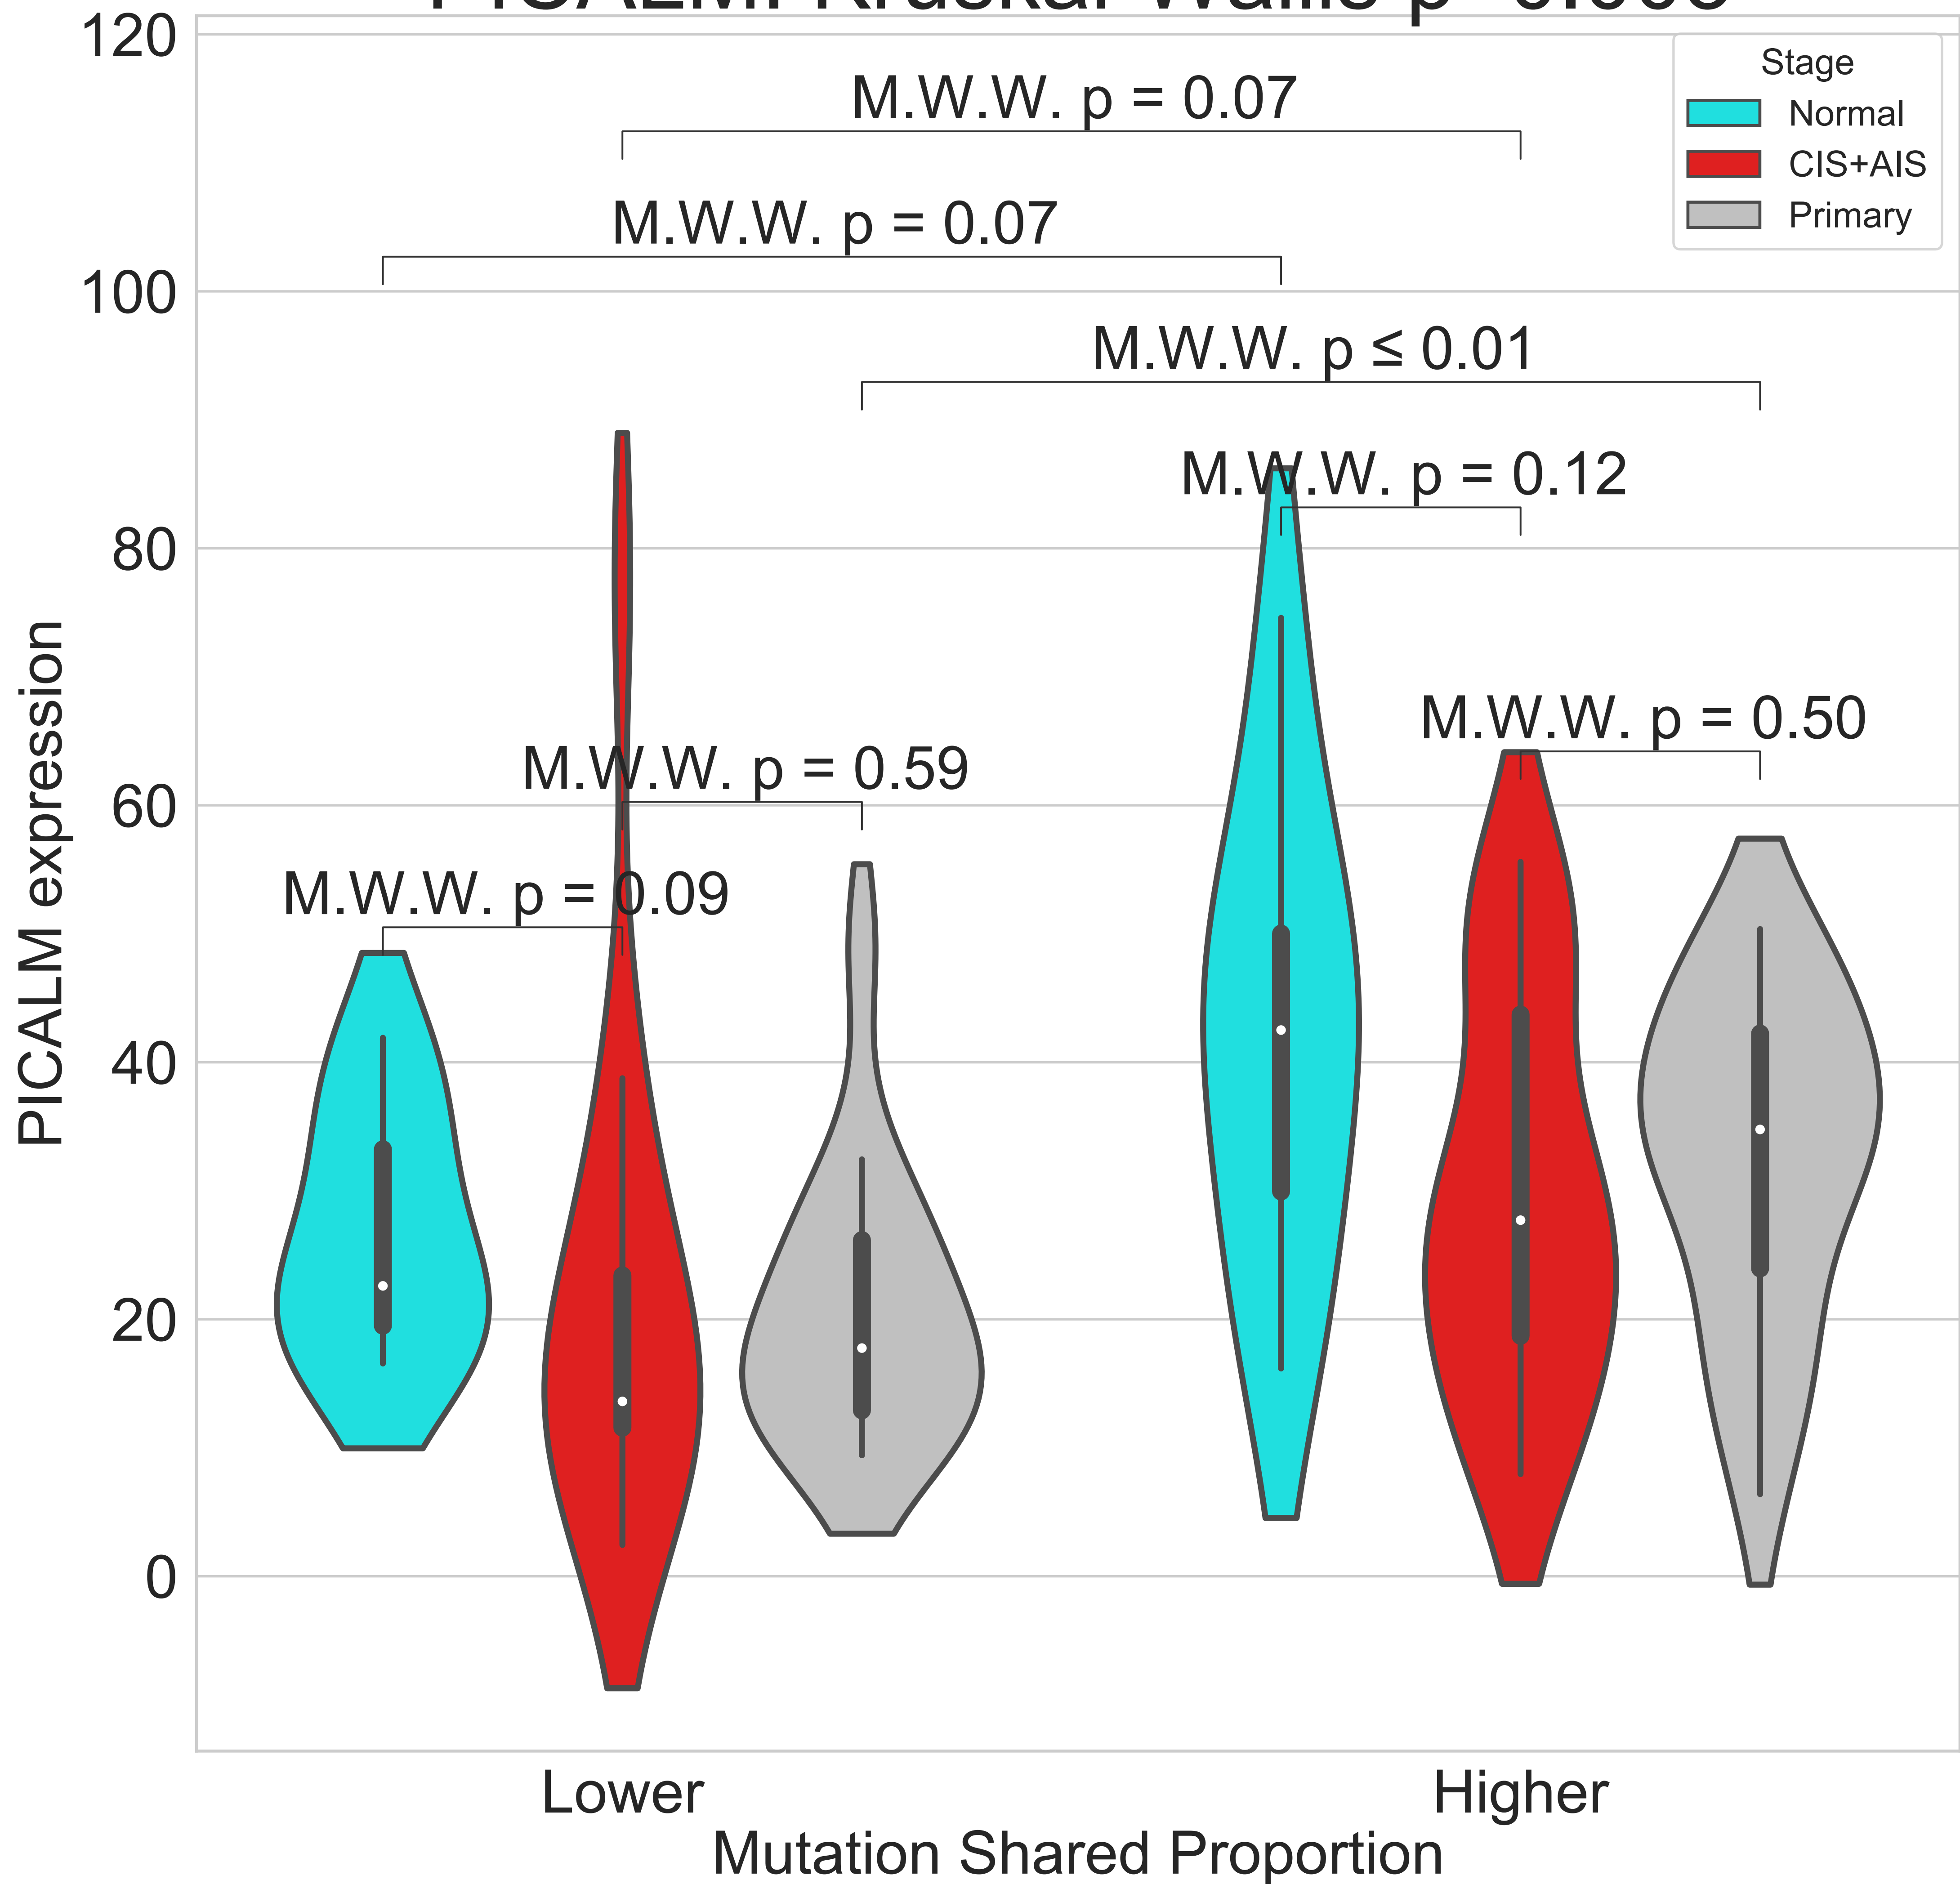 120
Stage
Normal
CIS+AIS
Primary
M.W.W. p = 0.07
M.W.W. p = 0.07
100
M.W.W. p ≤ 0.01
M.W.W. p = 0.12
80
M.W.W. p = 0.50
M.W.W. p = 0.59
60
M.W.W. p = 0.09
PICALM expression
40
20
0
Lower
Higher
Mutation Shared Proportion